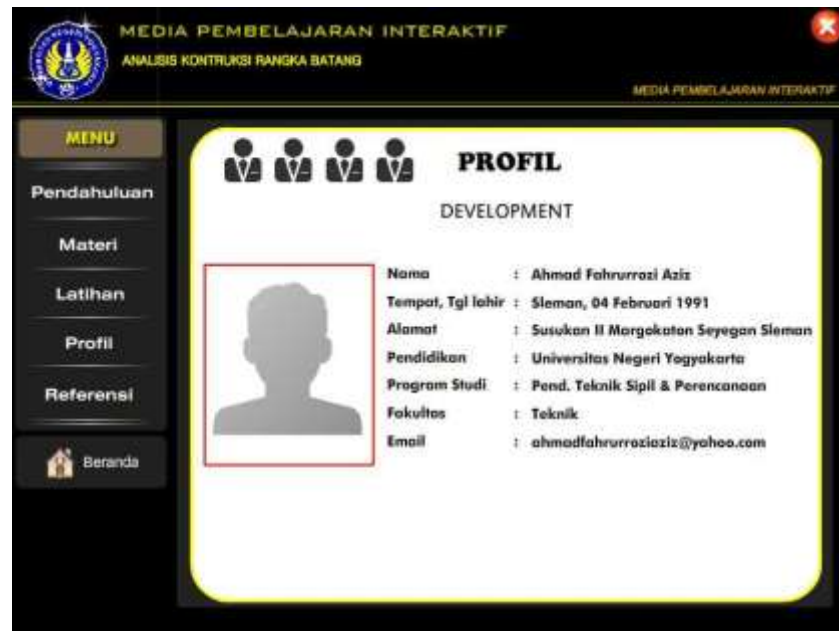 MEDIA PEMBELAJARAN INTERAKTIF
ANALISIS KONTRUKSI RANGKA BATANG
MEDIA PEMBELAJARAN INTERAKTIF
MENU
Pendahuluan
Materi
Latihan
Profil
Referensi
Beranda
PROFIL
DEVELOPMENT
Nama : Ahmad Fahrurrozi Aziz
Tempat, Tgl lahir : Sleman, 04 Februari 1991
Alamat : Susukan II Margokaton Seyegan Sleman
Pendidikan : Universitas Negeri Yogyakarta
Program Studi : Pend. Teknik Sipil & Perencanaan
Fakultas : Teknik
Email : ahmadfahrurroziaziz@yahoo.com